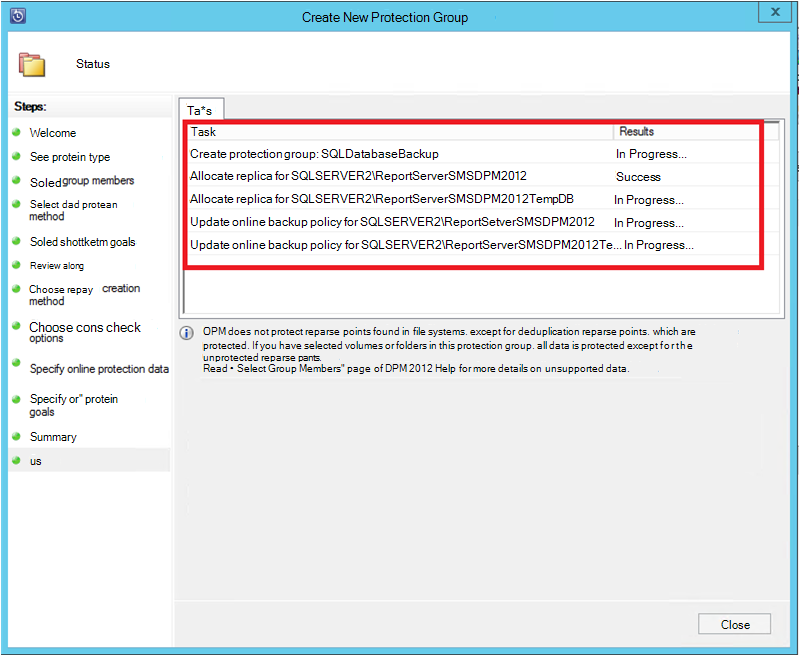 Create New Protection Group
x
Status
Steps:
Welcome
See protein type
Soled group members
Select dad protean
method
Soled shottketm goals
Review along
Choose repay creation
method
Choose cons check
options
Specify online protection data
Specify or" protein
goals
Summary
us
Ta*s
Task Results
Create protection group: SQLDatabaseBackup In Progress...
Allocate replica for SQLSERVER2\ReportServerSMSDPM2012 Success
Allocate replica for SQLSERVER2\ReportServerSMSDPM2012TempDB In Progress...
Update online backup policy for SQLSERVER2\ReportSetverSMSDPM2012 In Progress...
Update online backup policy for SQLSERVER2\ReportServerSMSDPM2012Te... In Progress...
OPM does not protect reparse points found in file systems. except for deduplication reparse points. which are
protected. If you have selected volumes or folders in this protection group. all data is protected except for the
unprotected reparse pants.
Read • Select Group Members" page of DPM 2012 Help for more details on unsupported data.
Close